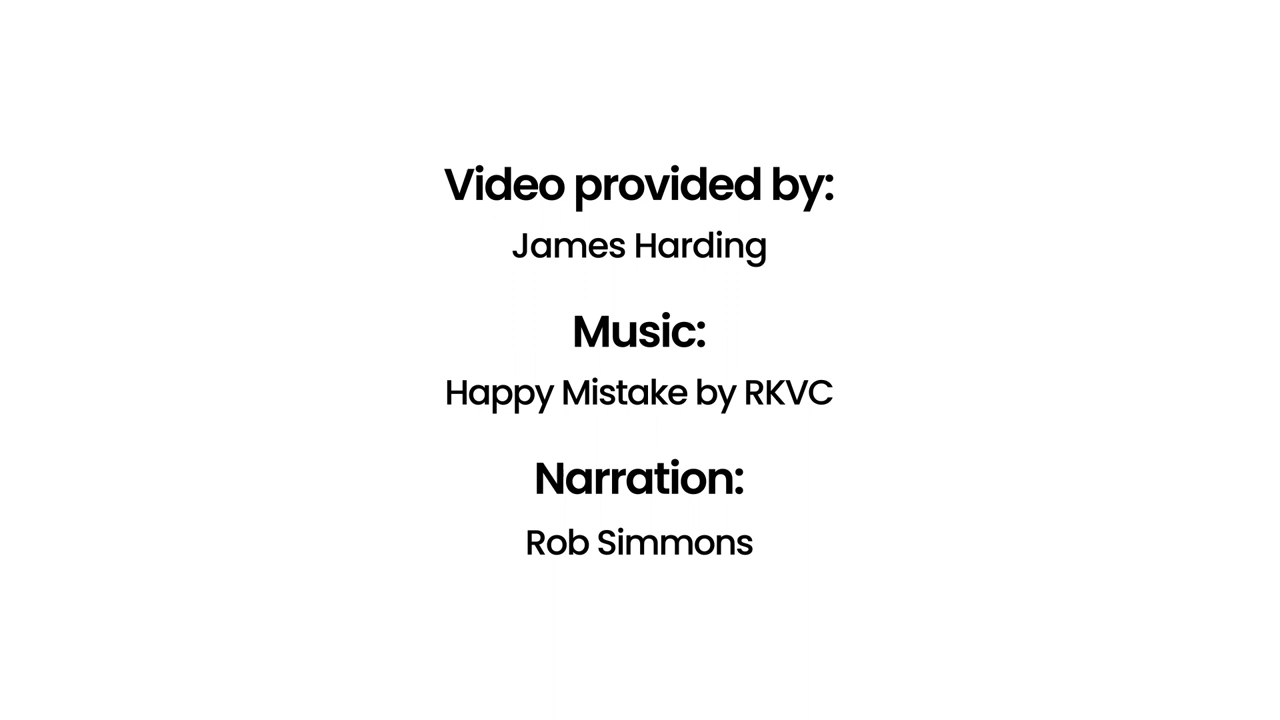 Video provided by:
James Harding
Music:
Happy Mistake by RKVC
Narration:
Rob Simmons